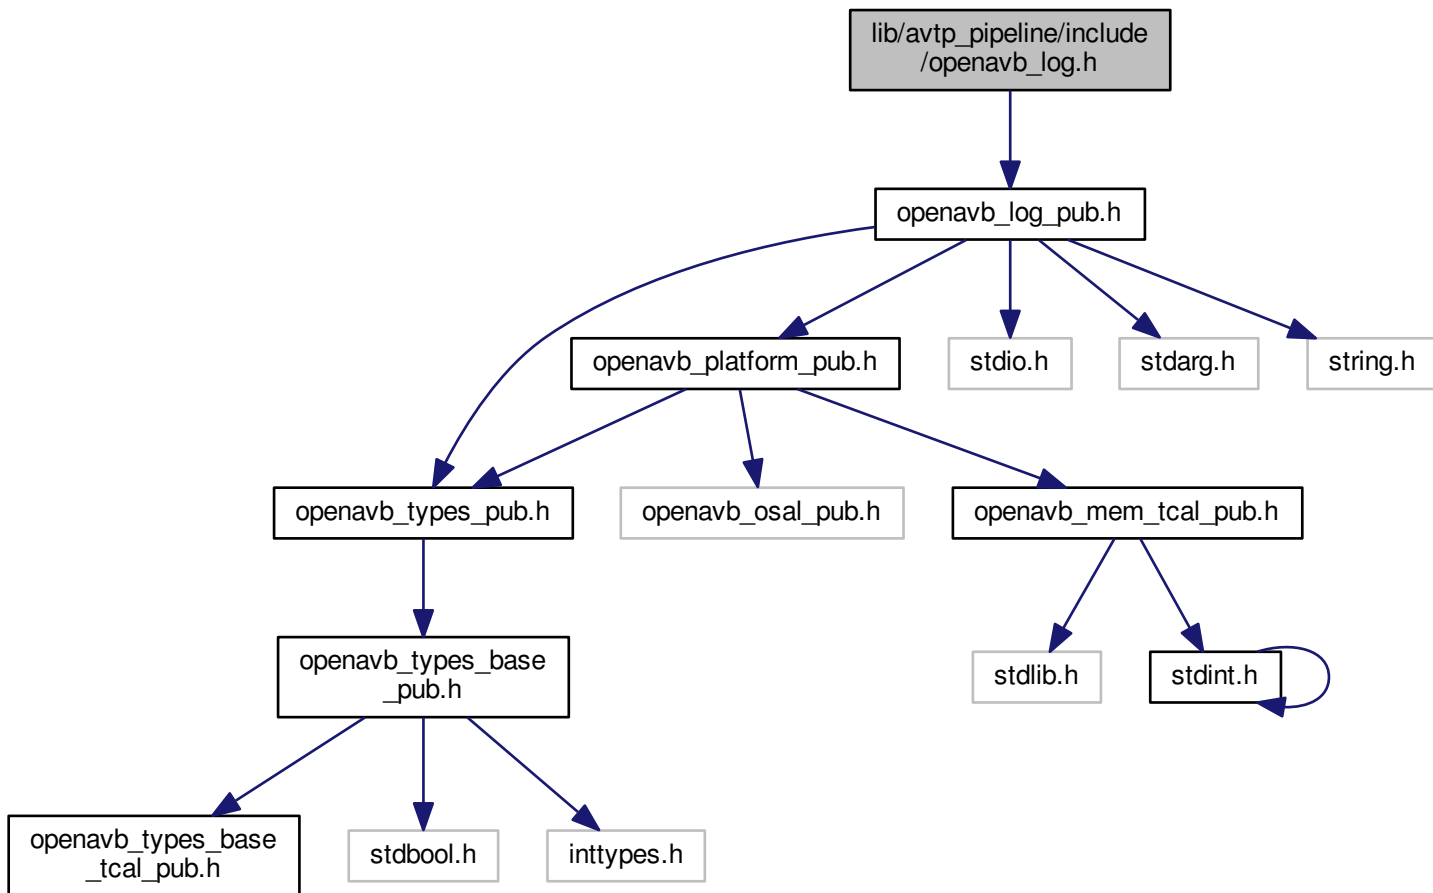 lib/avtp_pipeline/include
/openavb_log.h
openavb_log_pub.h
openavb_platform_pub.h
stdio.h
stdarg.h
string.h
openavb_types_pub.h
openavb_osal_pub.h
openavb_mem_tcal_pub.h
openavb_types_base
_pub.h
stdlib.h
stdint.h
openavb_types_base
_tcal_pub.h
stdbool.h
inttypes.h